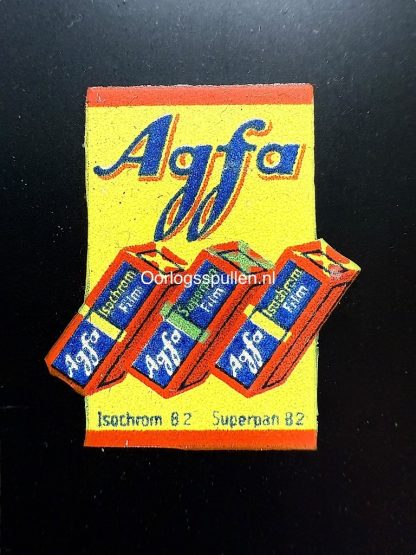 Agfa
Oorlogsspullen.nl
Agfa
Isochrom
Film
Agfa
Superpan
Film
Agfa
Isochrom
Film
Isochrom B2 Superpan B2